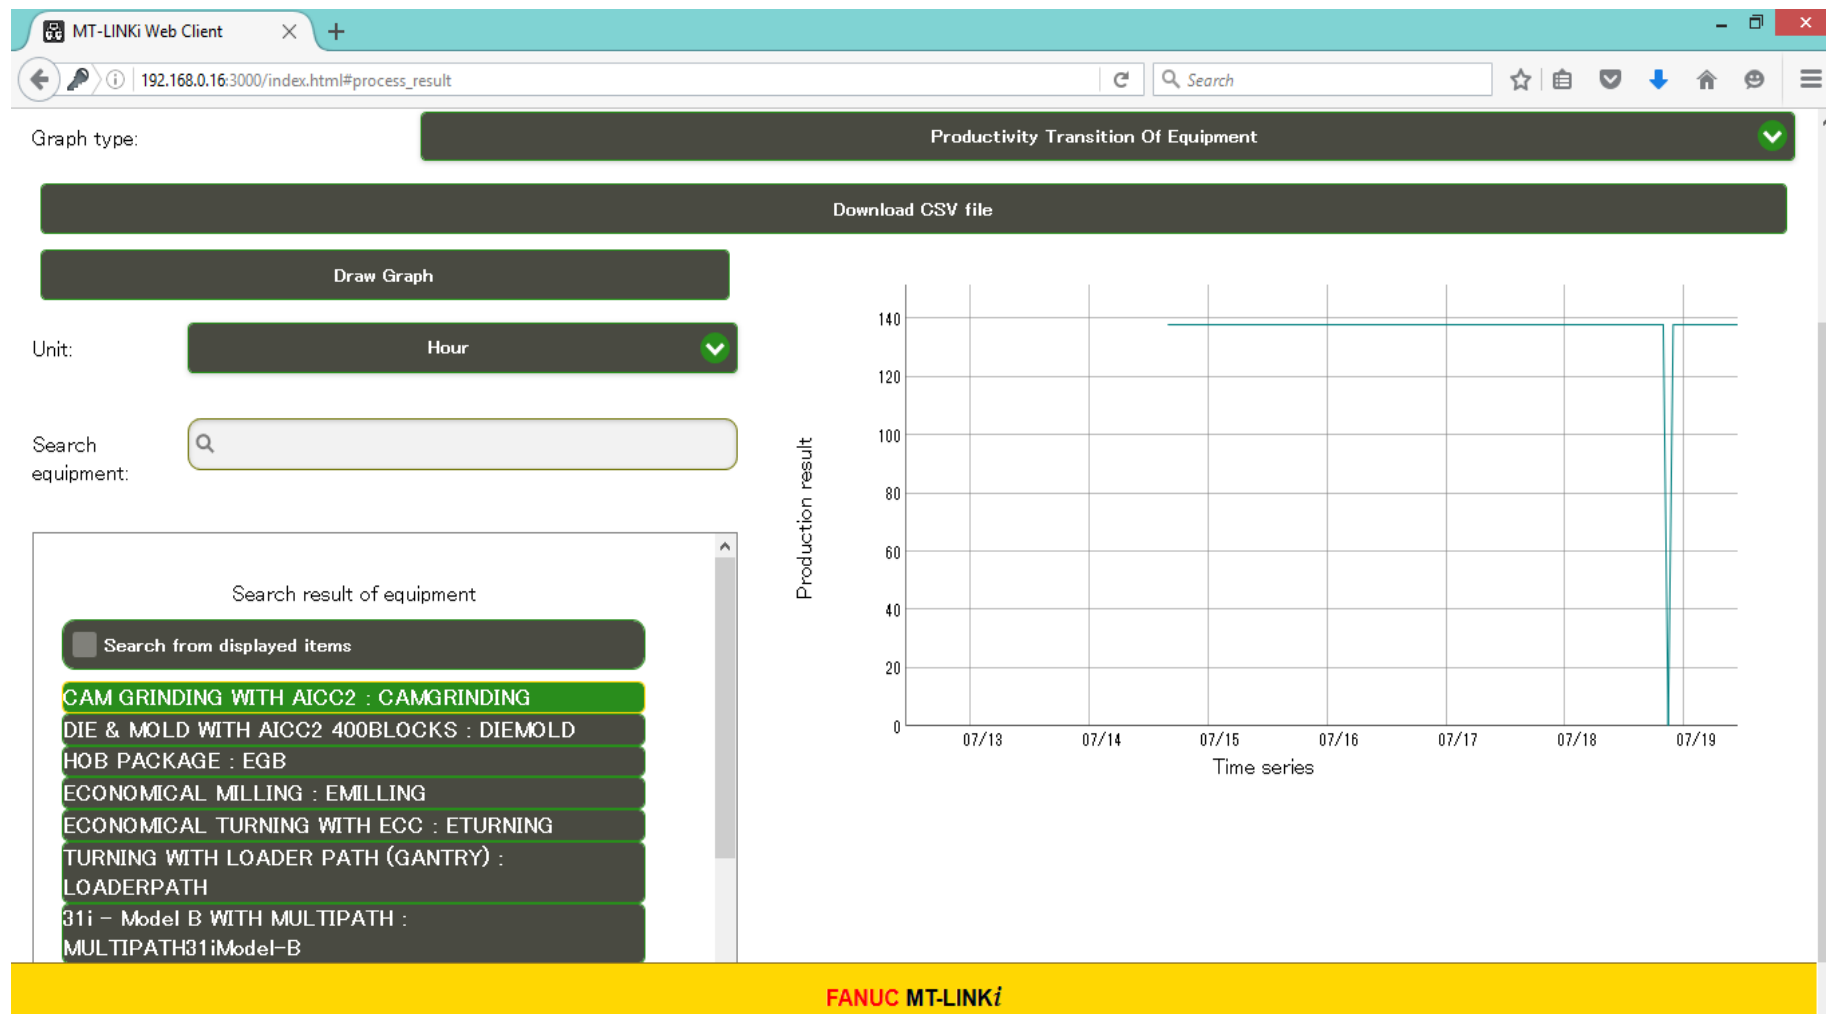 MT-LINKi Web Client
192.168.0.16:3000/index.html#process_result
Search
Graph type:
Productivity Transition Of Equipment
Download CSV file
Draw Graph
Unit:
Hour
Search
equipment:
Search result of equipment
Search from displayed items
CAM GRINDING WITH AICC2 : CAMGRINDING
DIE & MOLD WITH AICC2 400BLOCKS : DIEMOLD
HOB PACKAGE : EGB
ECONOMICAL MILLING : EMILLING
ECONOMICAL TURNING WITH ECC : ETURNING
TURNING WITH LOADER PATH (GANTRY) :
LOADERPATH
31i - Model B WITH MULTIPATH :
MULTIPATH31iModel-B
Production result
140
120
100
80
60
40
20
0
07/13 07/14 07/15 07/16 07/17 07/18 07/19
Time series
FANUC MT-LINKi